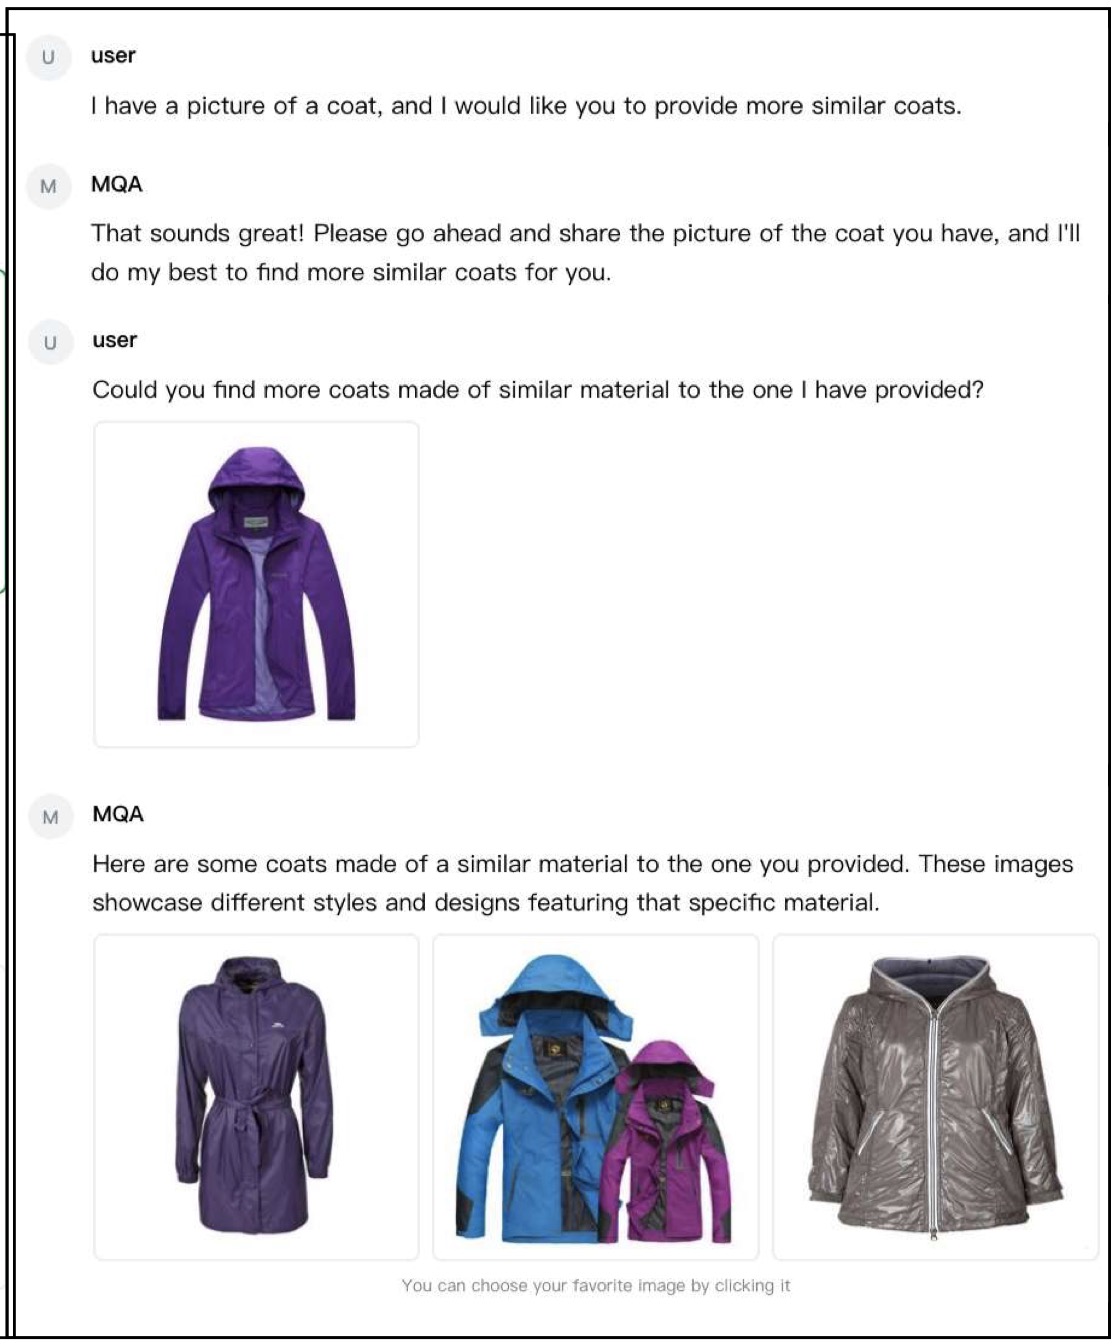 U user
I have a picture of a coat, and I would like you to provide more similar coats.
M MQA
That sounds great! Please go ahead and share the picture of the coat you have, and I'll
do my best to find more similar coats for you.
U user
Could you find more coats made of similar material to the one I have provided?
M MQA
Here are some coats made of a similar material to the one you provided. These images
showcase different styles and designs featuring that specific material.
You can choose your favorite image by clicking it